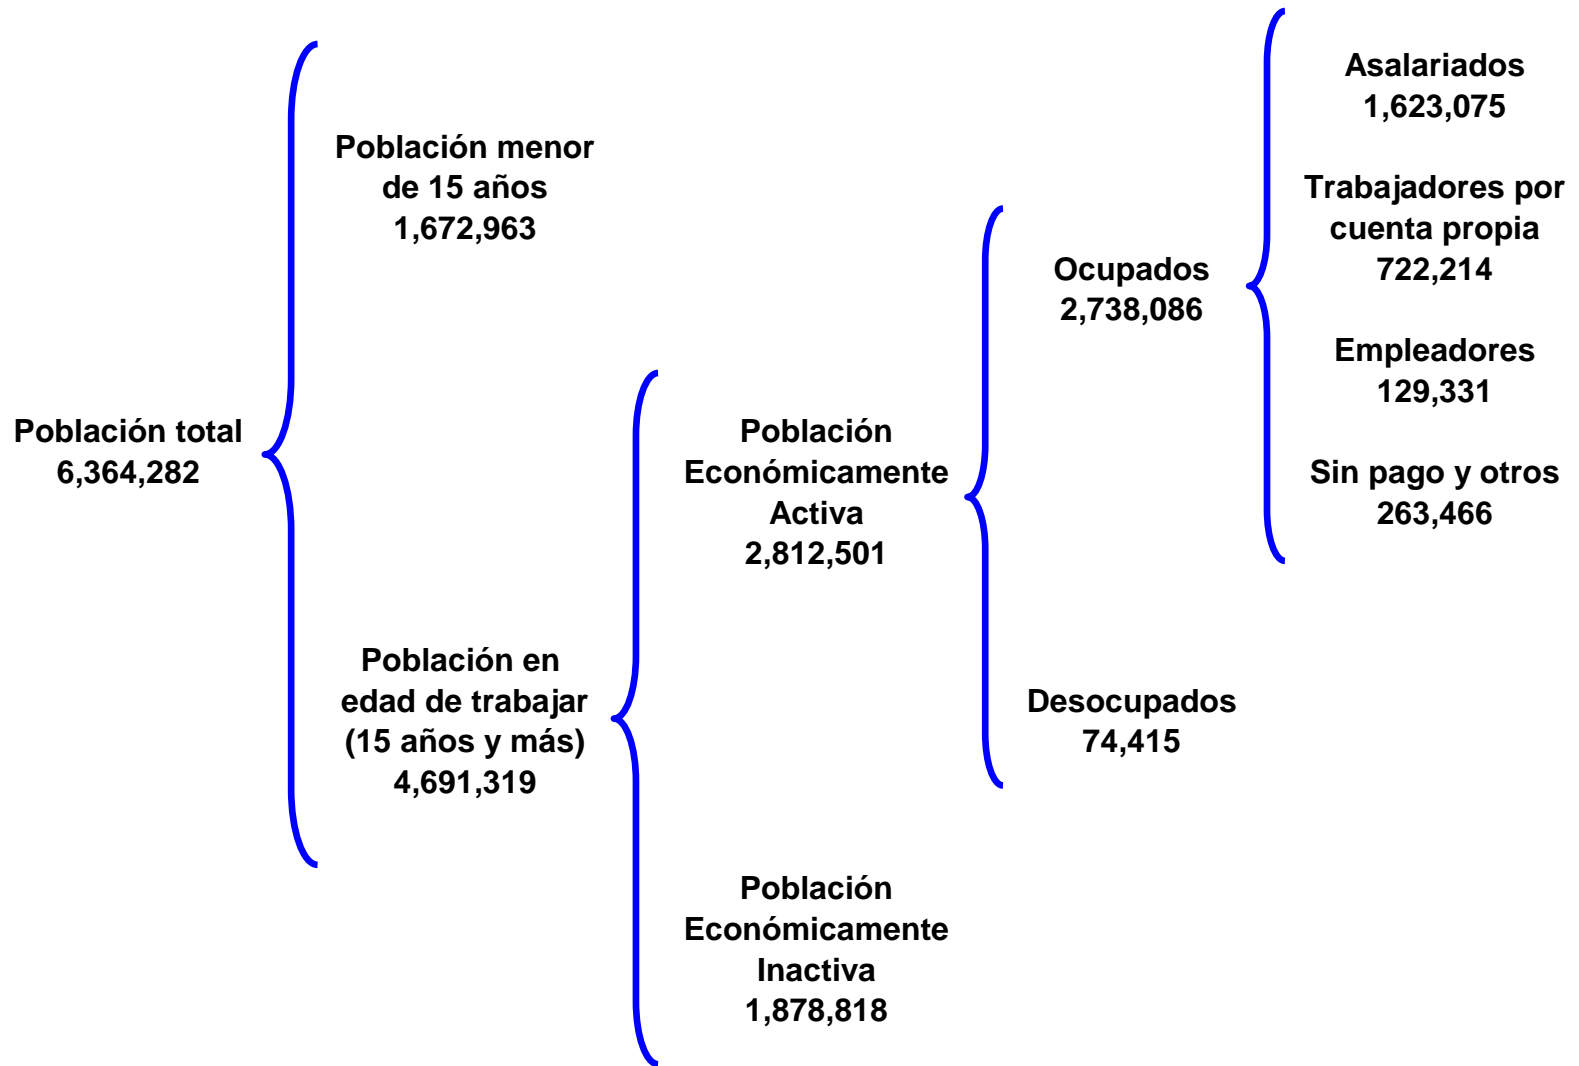 Población total
6,364,282
Población menor
de 15 años
1,672,963
Población en
edad de trabajar
(15 años y más)
4,691,319
Población
Económicamente
Activa
2,812,501
Población
Económicamente
Inactiva
1,878,818
Ocupados
2,738,086
Desocupados
74,415
Asalariados
1,623,075
Trabajadores por
cuenta propia
722,214
Empleadores
129,331
Sin pago y otros
263,466